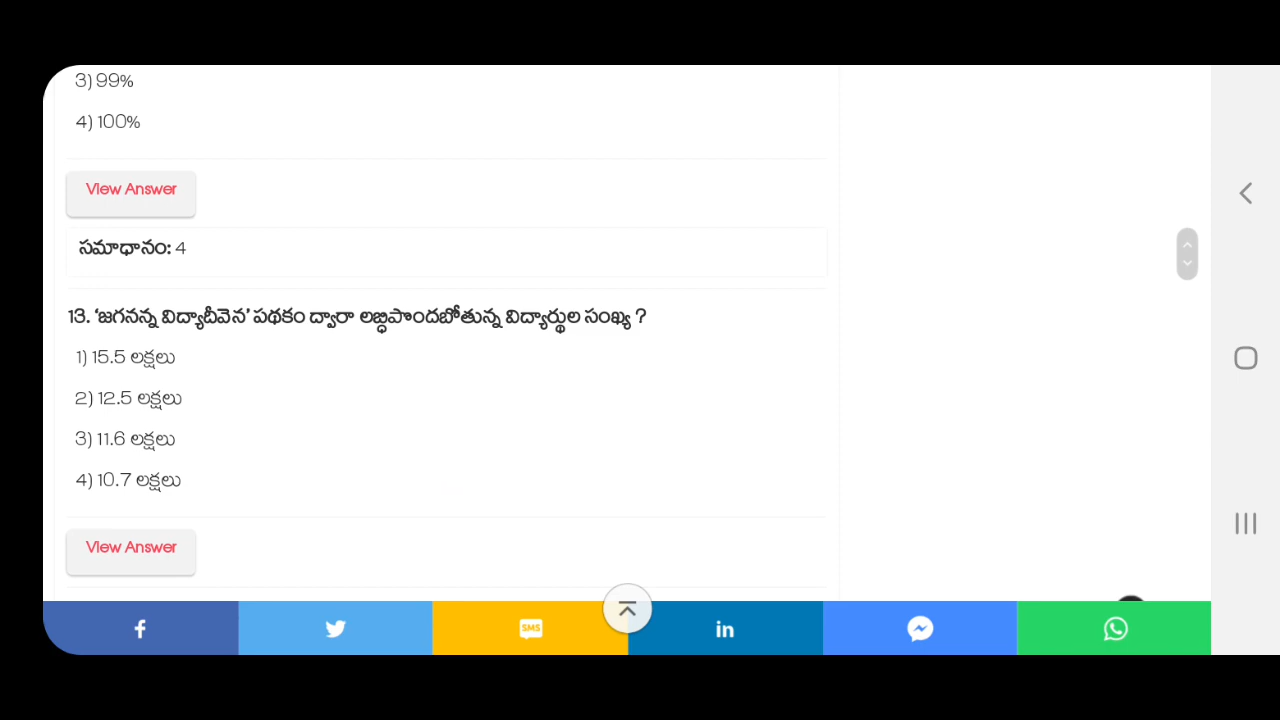 3) 99%
4) 100%
View Answer
సమాధానం: 4
13. ‘జగనన్న విద్యాదీవెన’ పథకం ద్వారా లబ్ధిపొందబోతున్న విద్యార్థుల సంఖ్య ?
1) 15.5 లక్షలు
2) 12.5 లక్షలు
3) 11.6 లక్షలు
4) 10.7 లక్షలు
View Answer
SMS